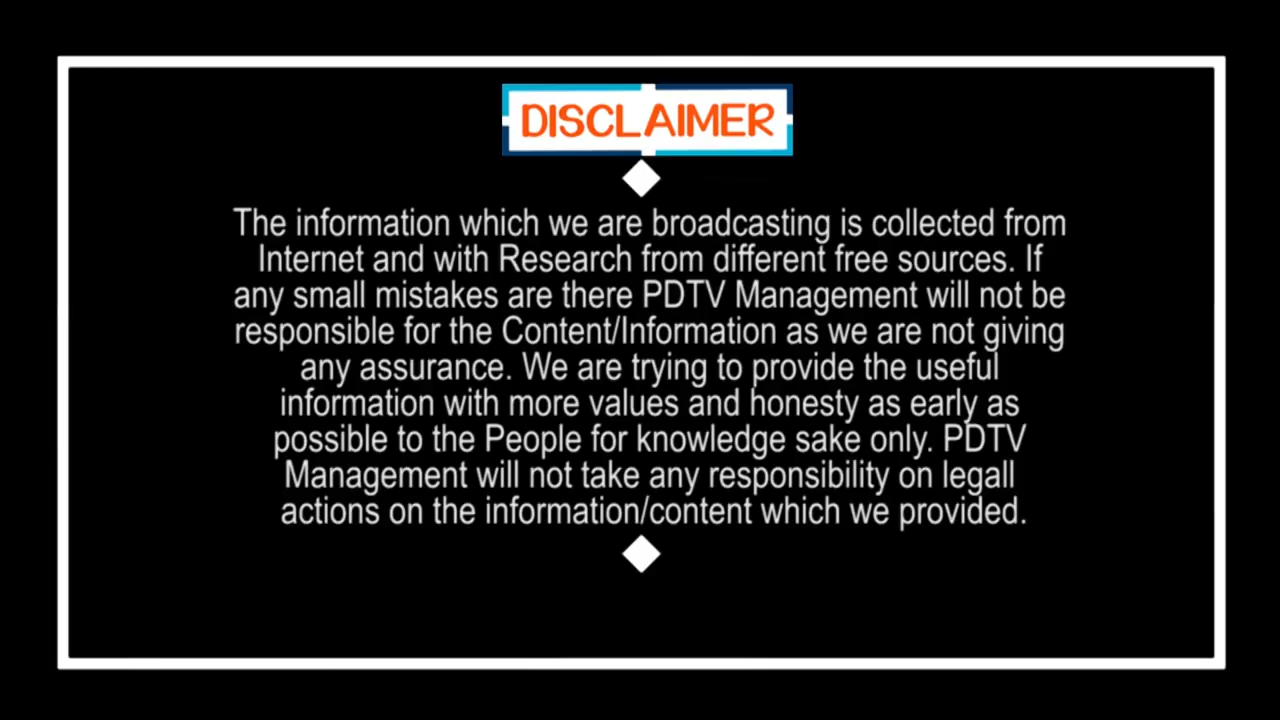 DISCLAIMER
The information which we are broadcasting is collected from
Internet and with Research from different free sources. If
any small mistakes are there PDTV Management will not be
responsible for the Content/Information as we are not giving
any assurance. We are trying to provide the useful
information with more values and honesty as early as
possible to the People for knowledge sake only. PDTV
Management will not take any responsibility on legall
actions on the information/content which we provided.